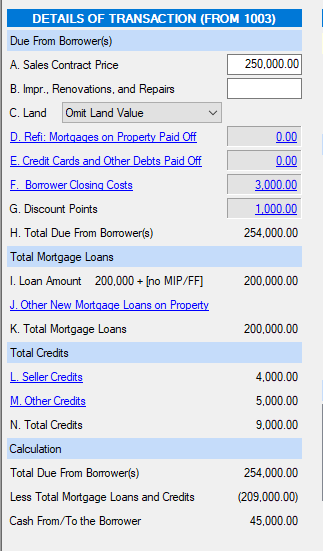 DETAILS OF TRANSACTION (FROM 1003)
Due From Borrower(s)
A. Sales Contract Price 250,000.00
B. Impr., Renovations, and Repairs
C. Land Omit Land Value
D. Refi: Mortgages on Property Paid Off 0.00
E. Credit Cards and Other Debts Paid Off 0.00
F. Borrower Closing Costs 3,000.00
G. Discount Points 1,000.00
H. Total Due From Borrower(s) 254,000.00
Total Mortgage Loans
I. Loan Amount 200,000 + [no MIP/FF] 200,000.00
J. Other New Mortgage Loans on Property
K. Total Mortgage Loans 200,000.00
Total Credits
L. Seller Credits 4,000.00
M. Other Credits 5,000.00
N. Total Credits 9,000.00
Calculation
Total Due From Borrower(s) 254,000.00
Less Total Mortgage Loans and Credits (209,000.00)
Cash From/To the Borrower 45,000.00